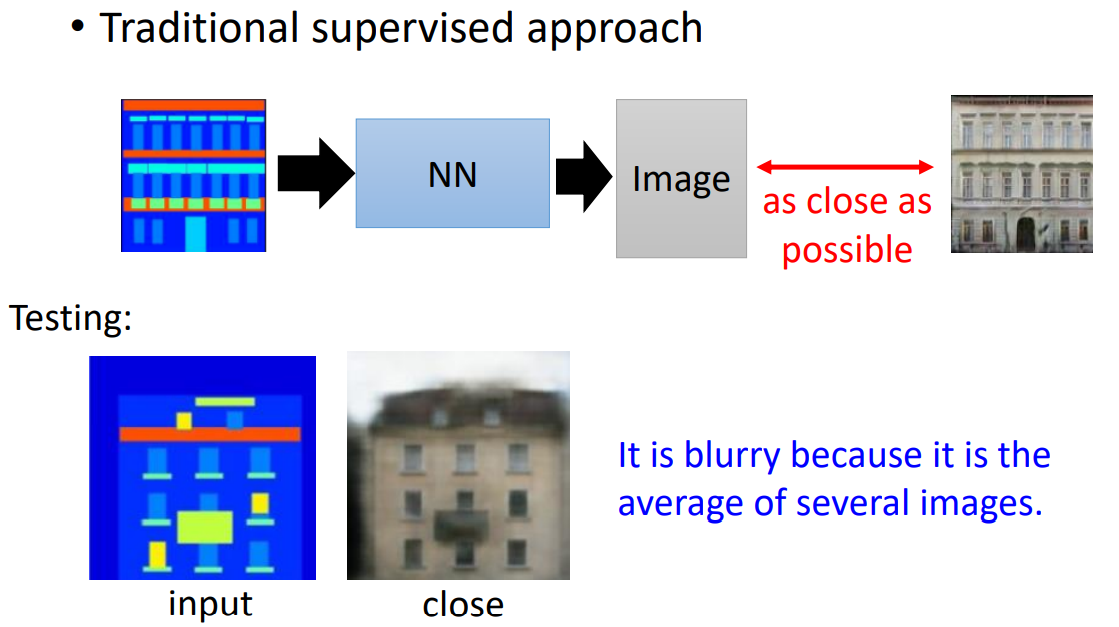 • Traditional supervised approach
NN
Image
as close as
possible
Testing:
It is blurry because it is the
average of several images.
input
close